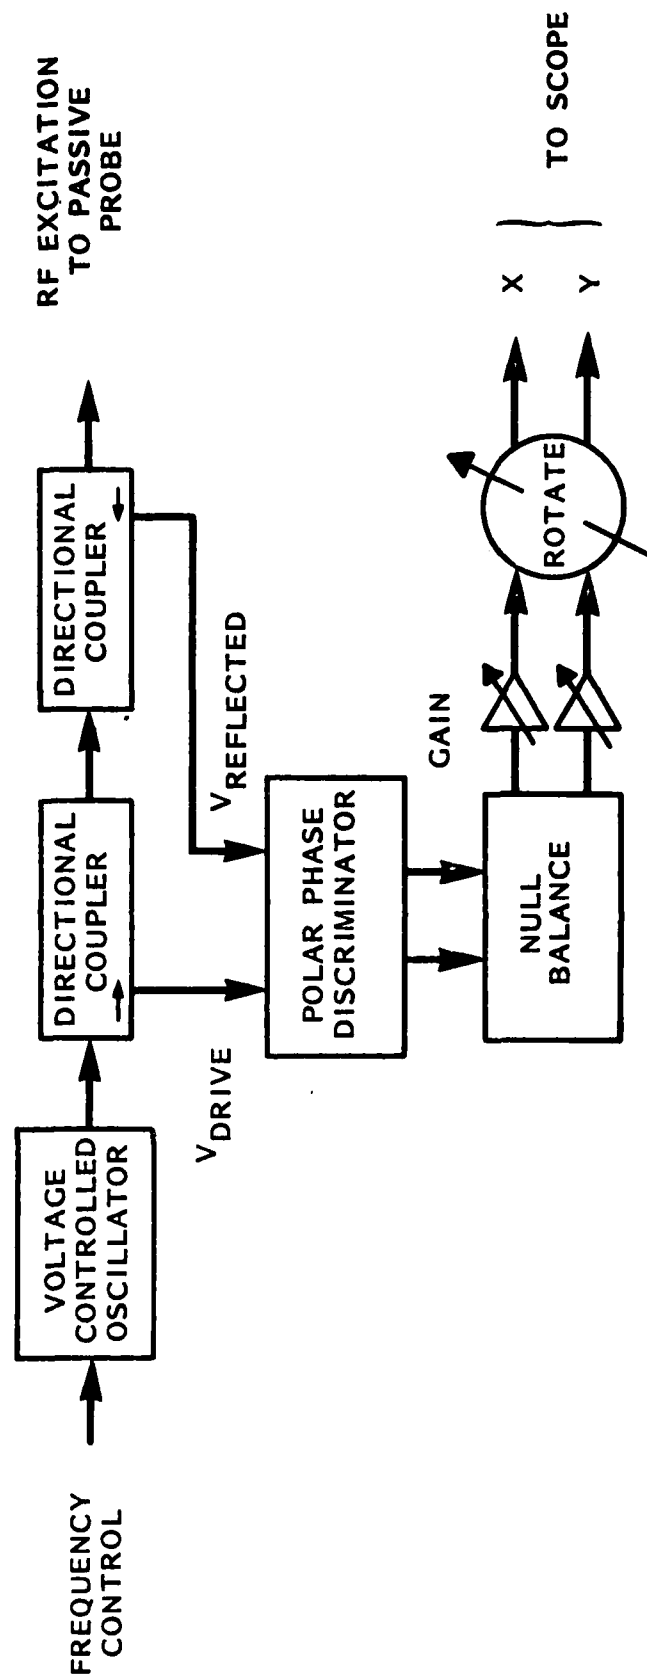 FREQUENCY
CONTROL
VOLTAGE
CONTROLLED
OSCILLATOR
DIRECTIONAL
COUPLER
DIRECTIONAL
COUPLER
RF EXCITATION
TO PASSIVE
PROBE
VDRIVE
VREFLECTED
POLAR PHASE
DISCRIMINATOR
NULL
BALANCE
GAIN
ROTATE
X
Y
TO SCOPE